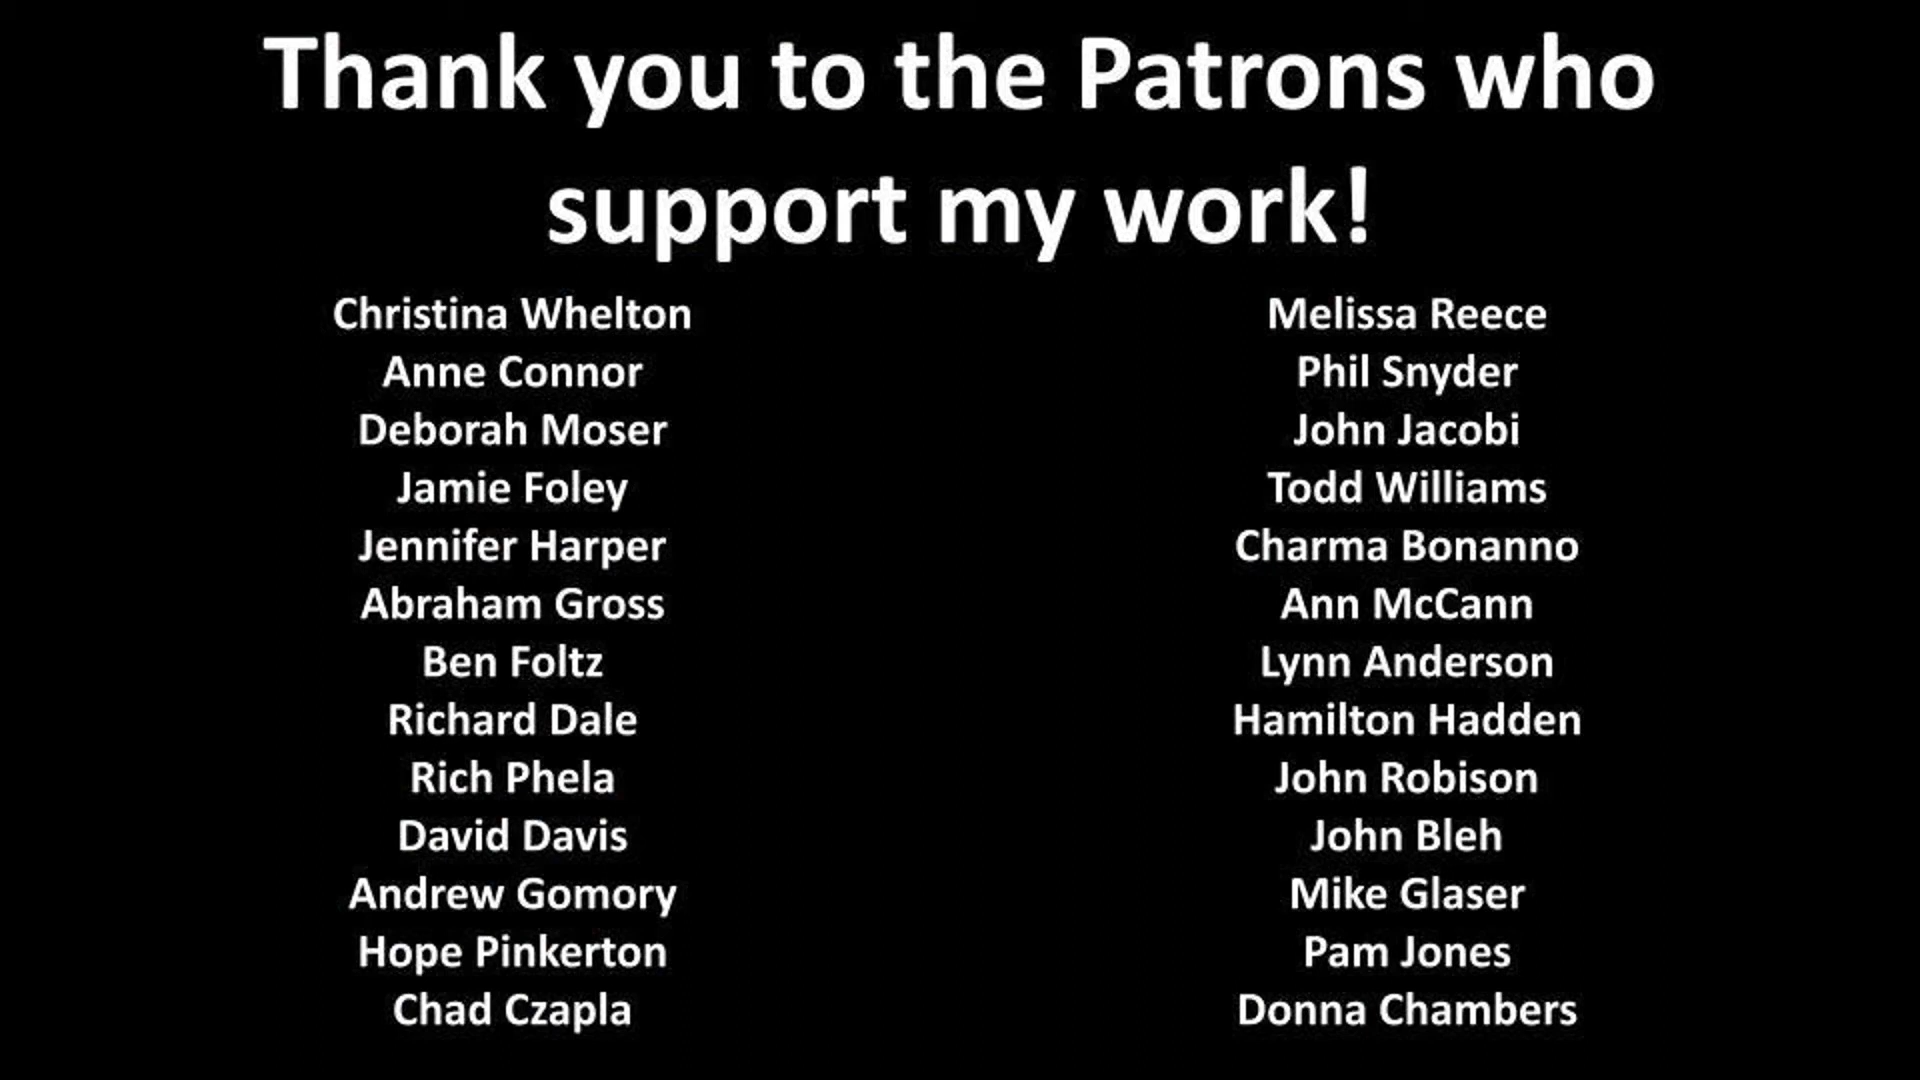 Thank you to the Patrons who
support my work!
Christina Whelton
Anne Connor
Deborah Moser
Jamie Foley
Jennifer Harper
Abraham Gross
Ben Foltz
Richard Dale
Rich Phela
David Davis
Andrew Gomory
Hope Pinkerton
Chad Czapla
Melissa Reece
Phil Snyder
John Jacobi
Todd Williams
Charma Bonanno
Ann McCann
Lynn Anderson
Hamilton Hadden
John Robison
John Bleh
Mike Glaser
Pam Jones
Donna Chambers